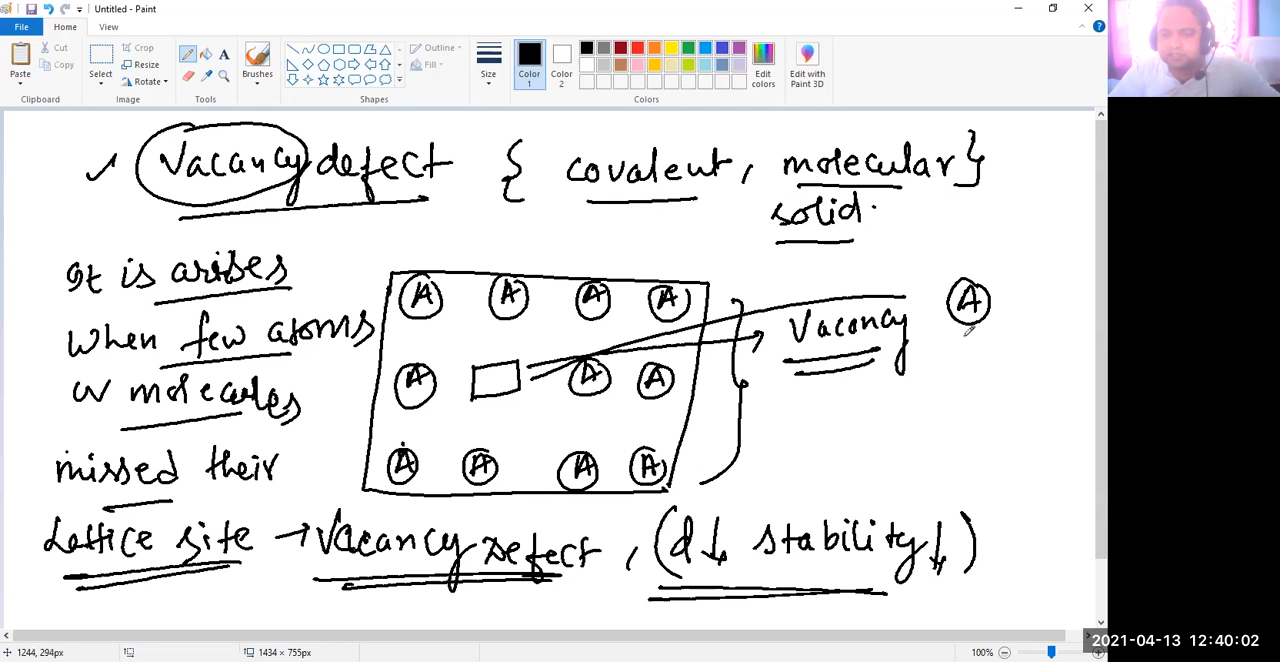 Untitled - Paint
File Home View
Paste Cut Copy Select Crop Resize Rotate Brushes Outline Fill Size Color 1 Color 2 Edit colors Edit with Paint 3D
Clipboard Image Tools Shapes Colors
Vacancy defect { covalent, molecular }
solid.
It is arises
when few atoms
or molecules
missed their
Lattice site → Vacancy Defect, (d↓ stability↓)
A A A A
A A A
A A A A
Vacancy
A
1244, 294px 1434 × 755px 100%
2021-04-13 12:40:02